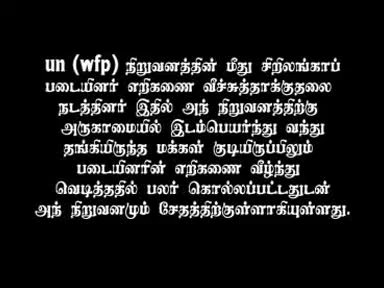 un (wfp) நிறுவனத்தின் மீது சிறிலங்காப்
படையினர் எறிகணை வீச்சுத்தாக்குதலை
நடத்தினர் இதில் அந் நிறுவனத்திற்கு
அருகாமையில் இடம்பெயர்ந்து வந்து
தங்கியிருந்த மக்கள் குடியிருப்பிலும்
படையினரின் எறிகணை வீழ்ந்து
வெடித்ததில் பலர் கொல்லப்பட்டதுடன்
அந் நிறுவனமும் சேதத்திற்குள்ளாகியுள்ளது.